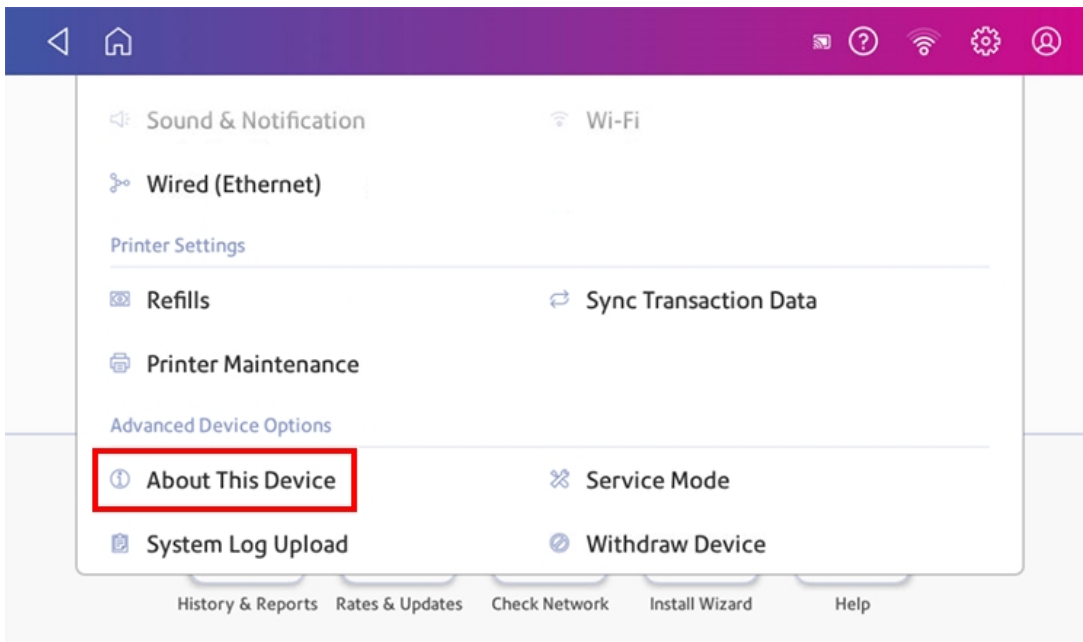 Sound & Notification
Wi-Fi
Wired (Ethernet)
Printer Settings
Refills
Sync Transaction Data
Printer Maintenance
Advanced Device Options
About This Device
Service Mode
System Log Upload
Withdraw Device
History & Reports
Rates & Updates
Check Network
Install Wizard
Help